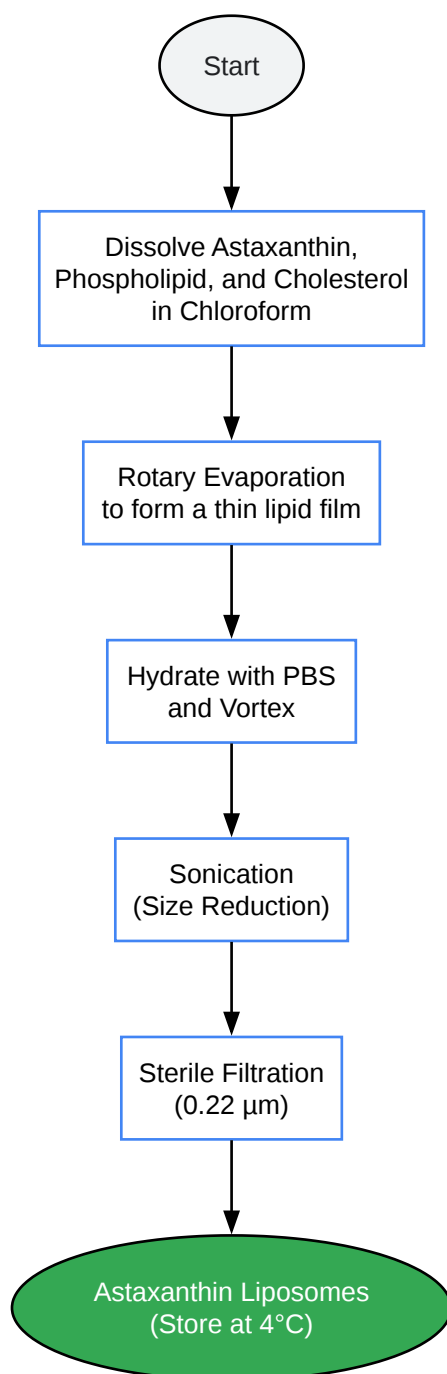 Start
Dissolve Astaxanthin,
Phospholipid, and Cholesterol
in Chloroform
Rotary Evaporation
to form a thin lipid film
Hydrate with PBS
and Vortex
Sonication
(Size Reduction)
Sterile Filtration
(0.22 µm)
Astaxanthin Liposomes
(Store at 4°C)